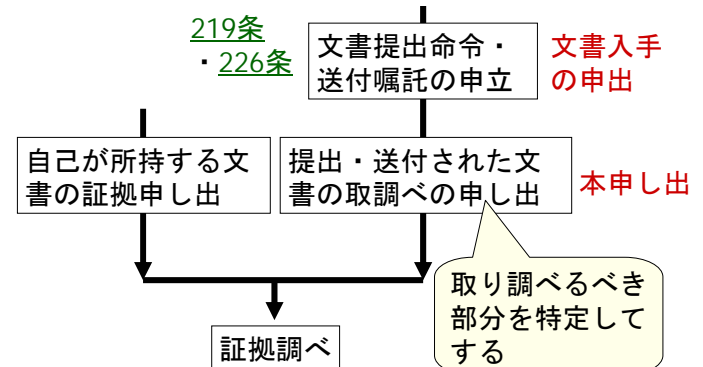 219条
・226条
文書提出命令・
送付嘱託の申立
文書入手
の申出
自己が所持する文
書の証拠申し出
提出・送付された文
書の取調べの申し出
本申し出
取り調べるべき
部分を特定して
する
証拠調べ